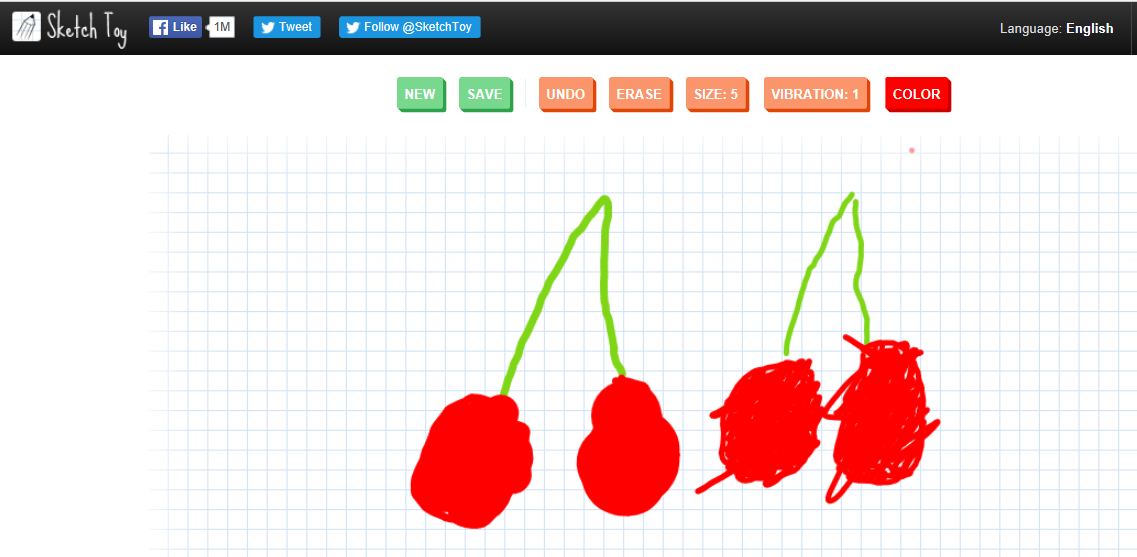 Sketch Toy Like 1M Tweet Follow @SketchToy Language: English
NEW SAVE UNDO ERASE SIZE: 5 VIBRATION: 1 COLOR